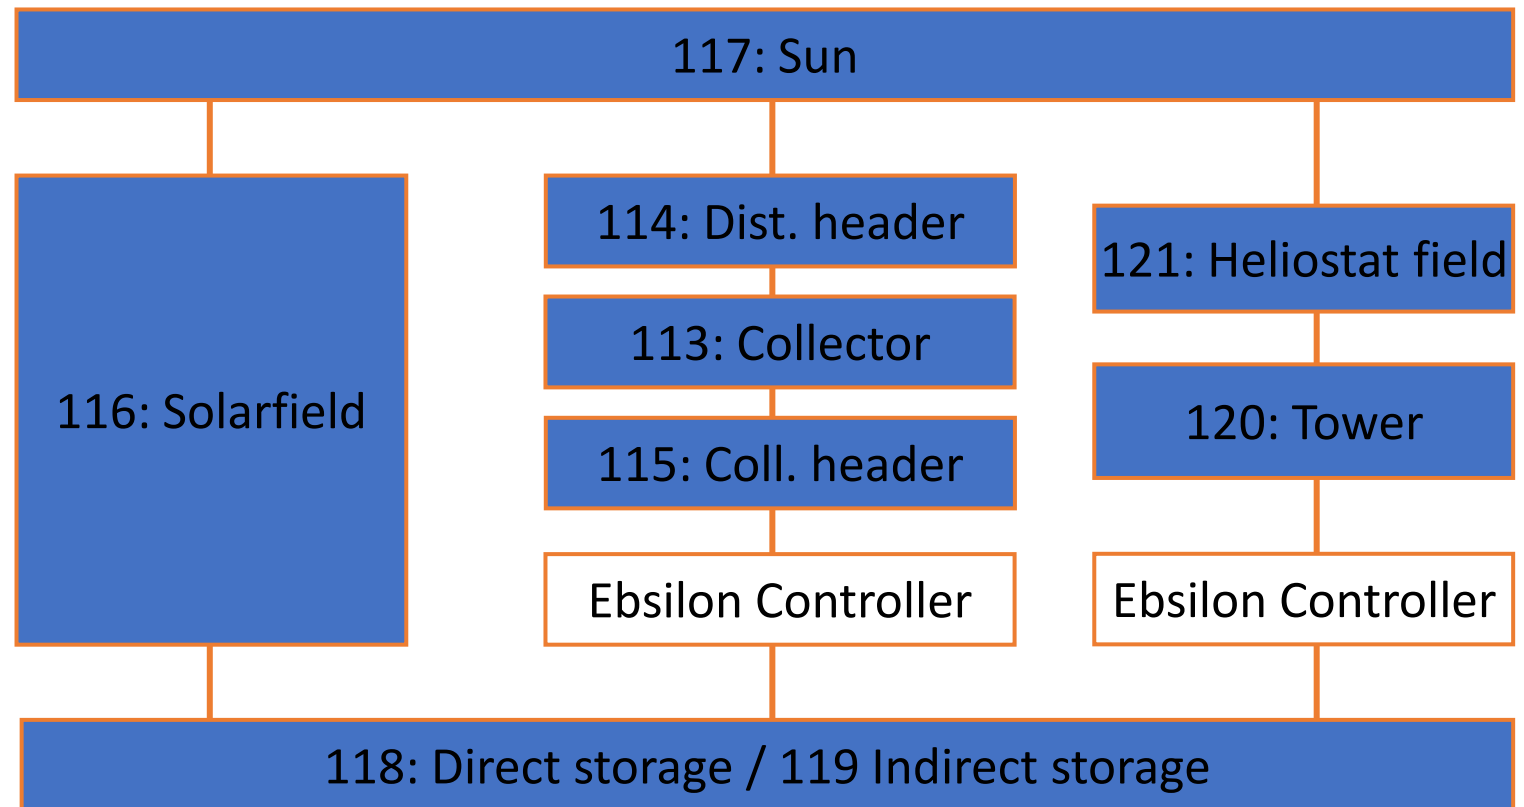 117: Sun
116: Solarfield
114: Dist. header
113: Collector
115: Coll. header
Ebsilon Controller
121: Heliostat field
120: Tower
Ebsilon Controller
118: Direct storage / 119 Indirect storage